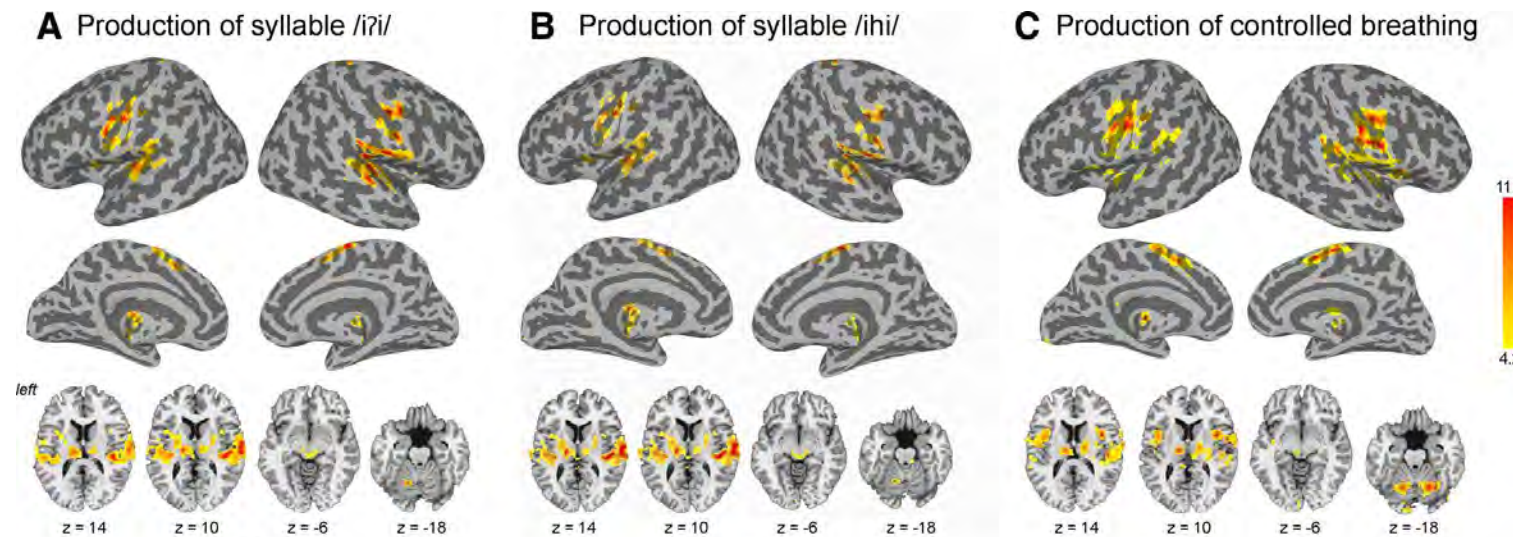 A Production of syllable /iʔi/
B Production of syllable /ihi/
C Production of controlled breathing
11
4.
left
z = 14 z = 10 z = -6 z = -18
z = 14 z = 10 z = -6 z = -18
z = 14 z = 10 z = -6 z = -18